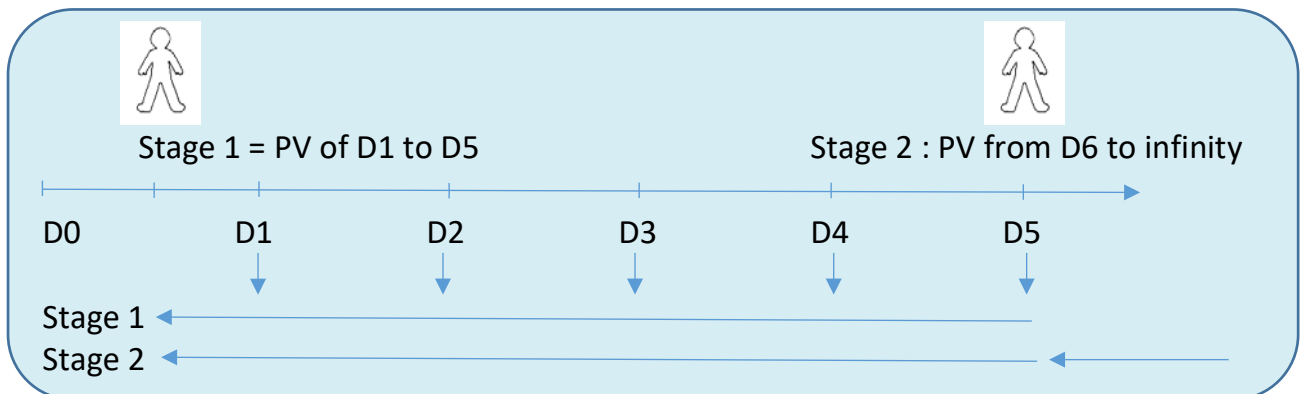 Stage 1 = PV of D1 to D5
Stage 2 : PV from D6 to infinity
D0 D1 D2 D3 D4 D5
Stage 1
Stage 2